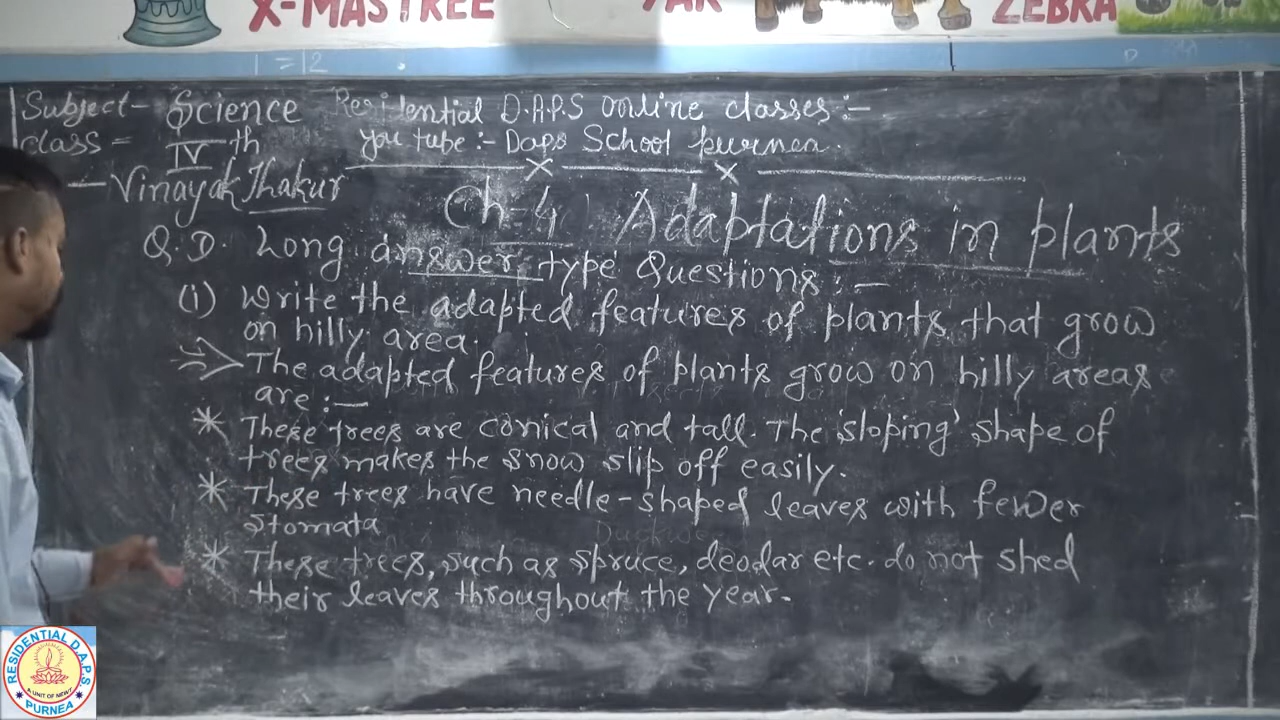 X-MAS TREE YAK ZEBRA
1 = 12
Subject- Science Residential D.A.P.S online classes:-
class = IVth You tube:- Daps School purnea.
-Vinayak Thakur
Ch-4 Adaptations in plants
Q.D. Long answer type Questions:-
(i) Write the adapted features of plants that grow
on hilly area.
The adapted features of plants grow on hilly areas
are:-
* These trees are conical and tall. The 'sloping' shape of
trees makes the snow slip off easily.
* These trees have needle-shaped leaves with fewer
stomata
* These trees, such as spruce, deodar etc. do not shed
their leaves throughout the year.
RESIDENTIAL D.A.P.S
A UNIT OF NEWT
PURNEA